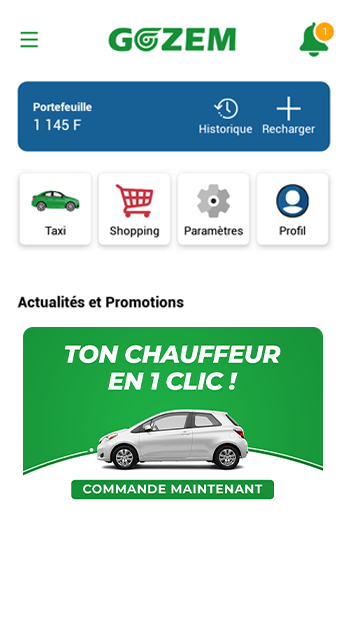 GOZEM
1
Portefeuille
1 145 F
Historique
Recharger
Taxi
Shopping
Paramètres
Profil
Actualités et Promotions
TON CHAUFFEUR
EN 1 CLIC !
COMMANDE MAINTENANT